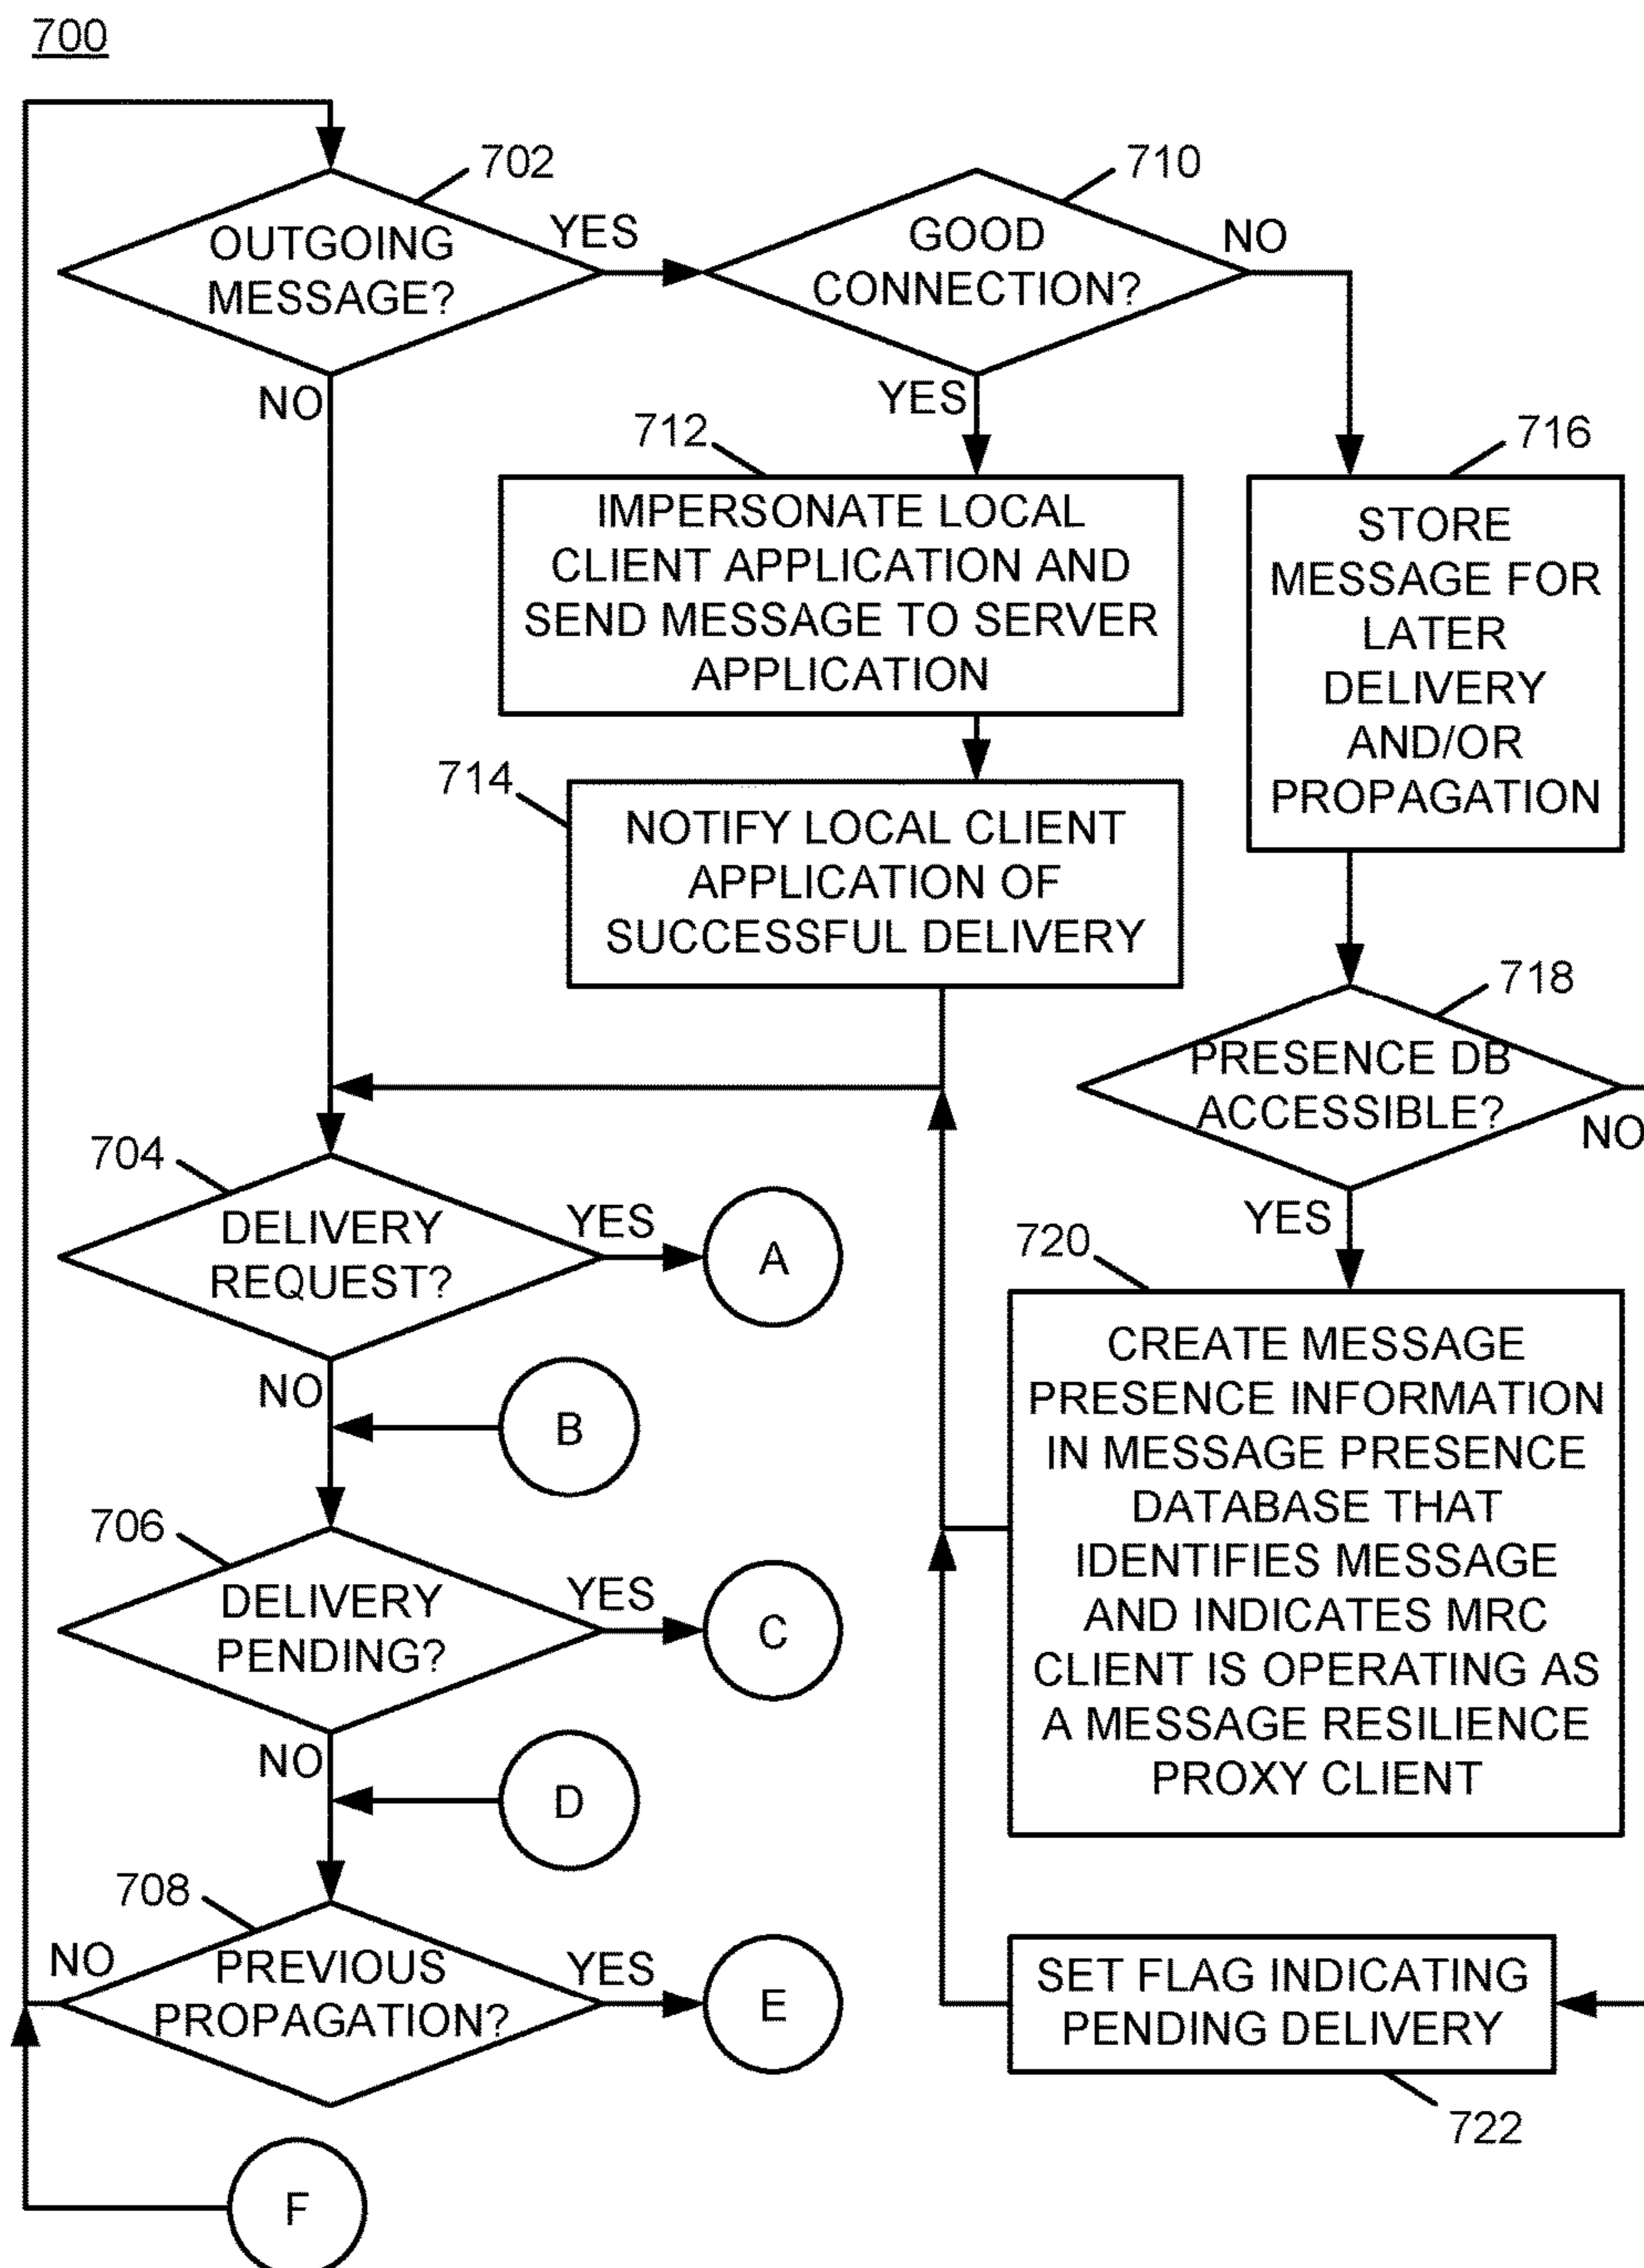 700
702
OUTGOING
MESSAGE?
YES
NO
710
GOOD
CONNECTION?
NO
YES
712
IMPERSONATE LOCAL
CLIENT APPLICATION AND
SEND MESSAGE TO SERVER
APPLICATION
714
NOTIFY LOCAL CLIENT
APPLICATION OF
SUCCESSFUL DELIVERY
716
STORE
MESSAGE FOR
LATER
DELIVERY
AND/OR
PROPAGATION
718
PRESENCE DB
ACCESSIBLE?
NO
YES
704
DELIVERY
REQUEST?
YES
A
NO
B
720
CREATE MESSAGE
PRESENCE INFORMATION
IN MESSAGE PRESENCE
DATABASE THAT
IDENTIFIES MESSAGE
AND INDICATES MRC
CLIENT IS OPERATING AS
A MESSAGE RESILIENCE
PROXY CLIENT
706
DELIVERY
PENDING?
YES
C
NO
D
708
PREVIOUS
PROPAGATION?
NO
YES
E
SET FLAG INDICATING
PENDING DELIVERY
722
F